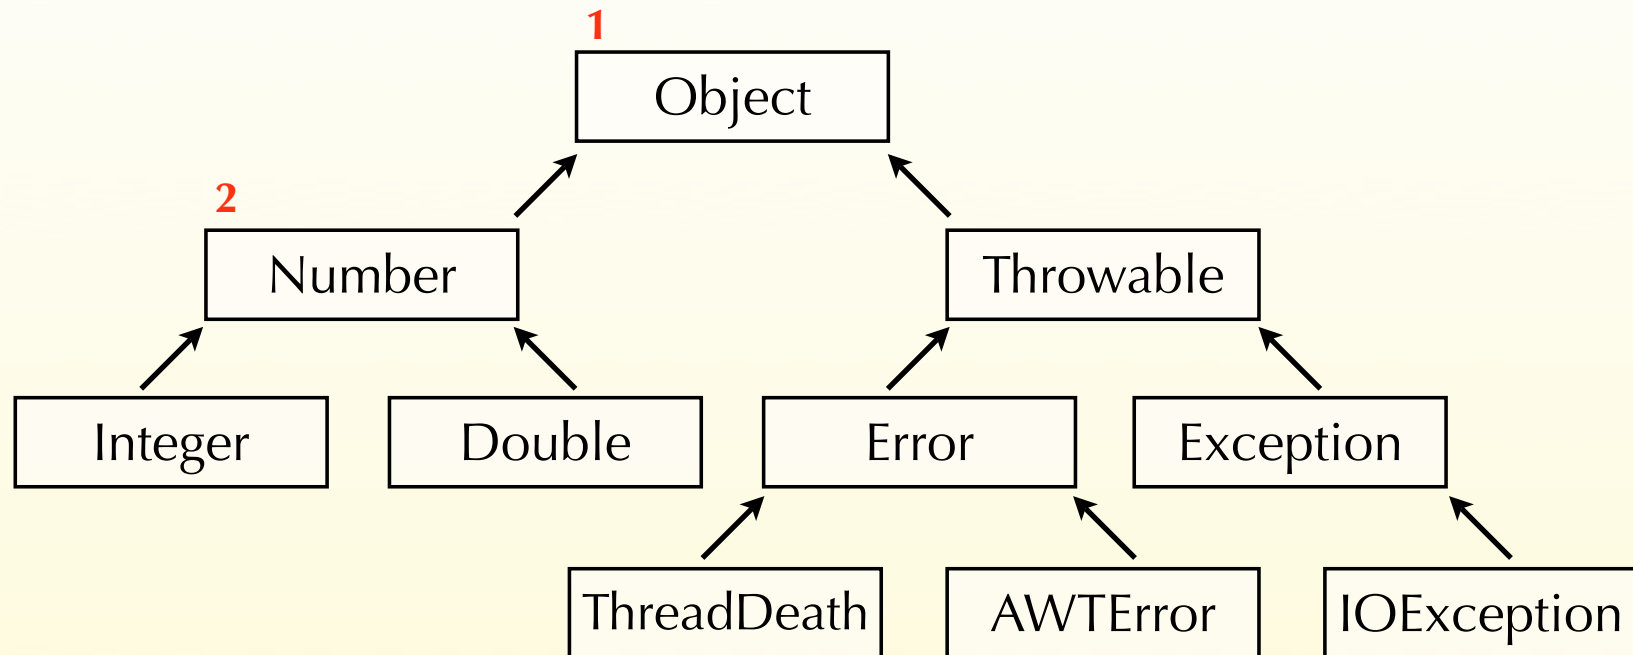 1
Object
2
Number
Throwable
Integer
Double
Error
Exception
ThreadDeath
AWTError
IOException